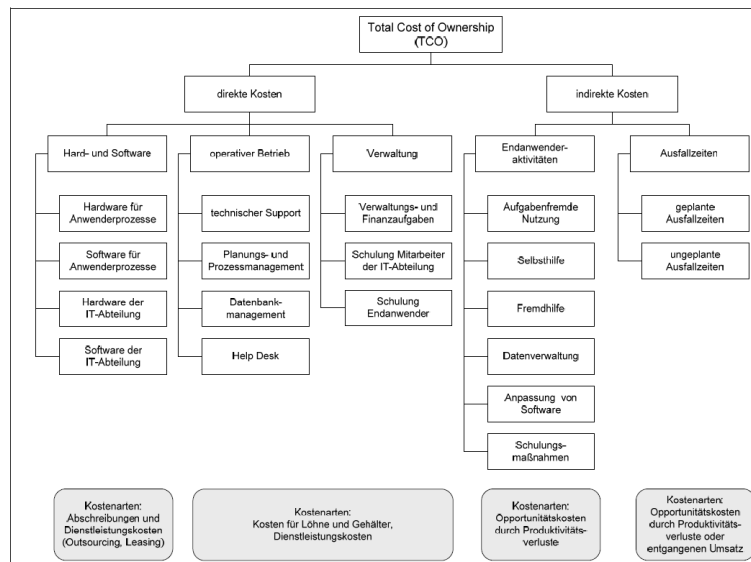 Total Cost of Ownership
(TCO)
direkte Kosten
indirekte Kosten
Hard- und Software
operativer Betrieb
Verwaltung
Endanwender-
aktivitäten
Ausfallzeiten
Hardware für
Anwenderprozesse
technischer Support
Verwaltungs- und
Finanzaufgaben
Aufgabenfremde
Nutzung
geplante
Ausfallzeiten
Software für
Anwenderprozesse
Planungs- und
Prozessmanagement
Schulung Mitarbeiter
der IT-Abteilung
Selbsthilfe
ungeplante
Ausfallzeiten
Hardware der
IT-Abteilung
Datenbank-
management
Schulung
Endanwender
Fremdhilfe
Software der
IT-Abteilung
Help Desk
Datenverwaltung
Anpassung von
Software
Schulungs-
maßnahmen
Kostenarten:
Abschreibungen und
Dienstleistungskosten
(Outsourcing, Leasing)
Kostenarten:
Kosten für Löhne und Gehälter,
Dienstleistungskosten
Kostenarten:
Opportunitätskosten
durch Produktivitäts-
verluste
Kostenarten:
Opportunitätskosten
durch Produktivitäts-
verluste oder
entgangenen Umsatz